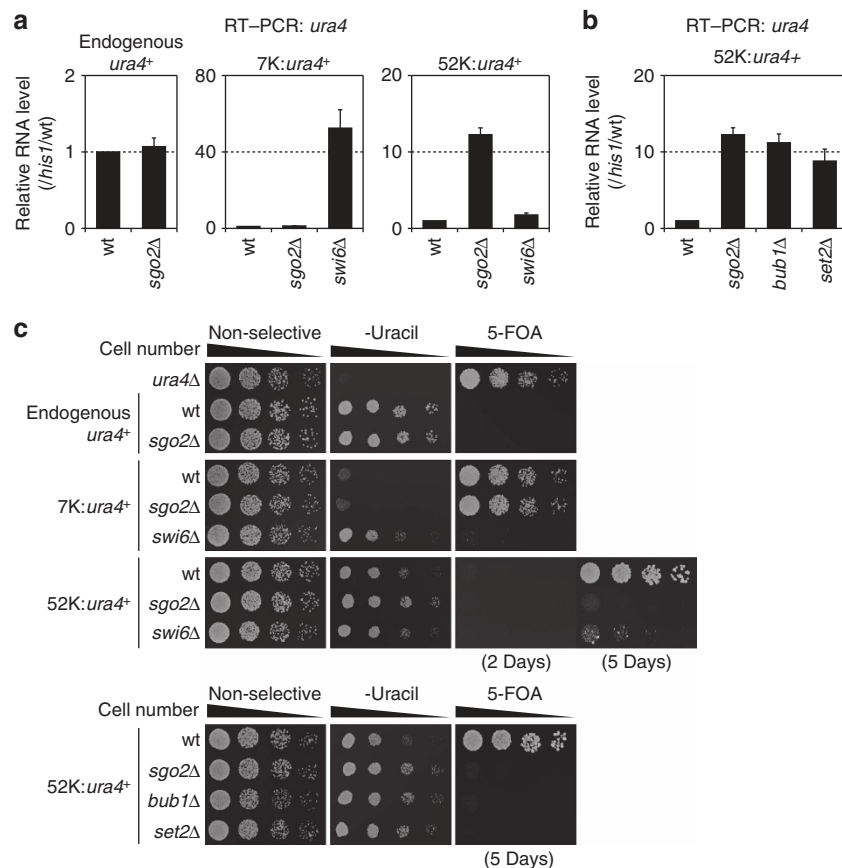 a
RT–PCR: ura4
Endogenous
ura4+
7K:ura4+
52K:ura4+
Relative RNA level
(/his1/wt)
2
1
0
80
40
0
20
10
0
wt
sgo2Δ
wt
sgo2Δ
swi6Δ
wt
sgo2Δ
swi6Δ
b
RT–PCR: ura4
52K:ura4+
Relative RNA level
(/his1/wt)
20
10
0
wt
sgo2Δ
bub1Δ
set2Δ
c
Non-selective -Uracil 5-FOA
Cell number
ura4Δ
Endogenous
ura4+
wt
sgo2Δ
7K:ura4+
wt
sgo2Δ
swi6Δ
52K:ura4+
wt
sgo2Δ
swi6Δ
(2 Days) (5 Days)
Non-selective -Uracil 5-FOA
Cell number
52K:ura4+
wt
sgo2Δ
bub1Δ
set2Δ
(5 Days)